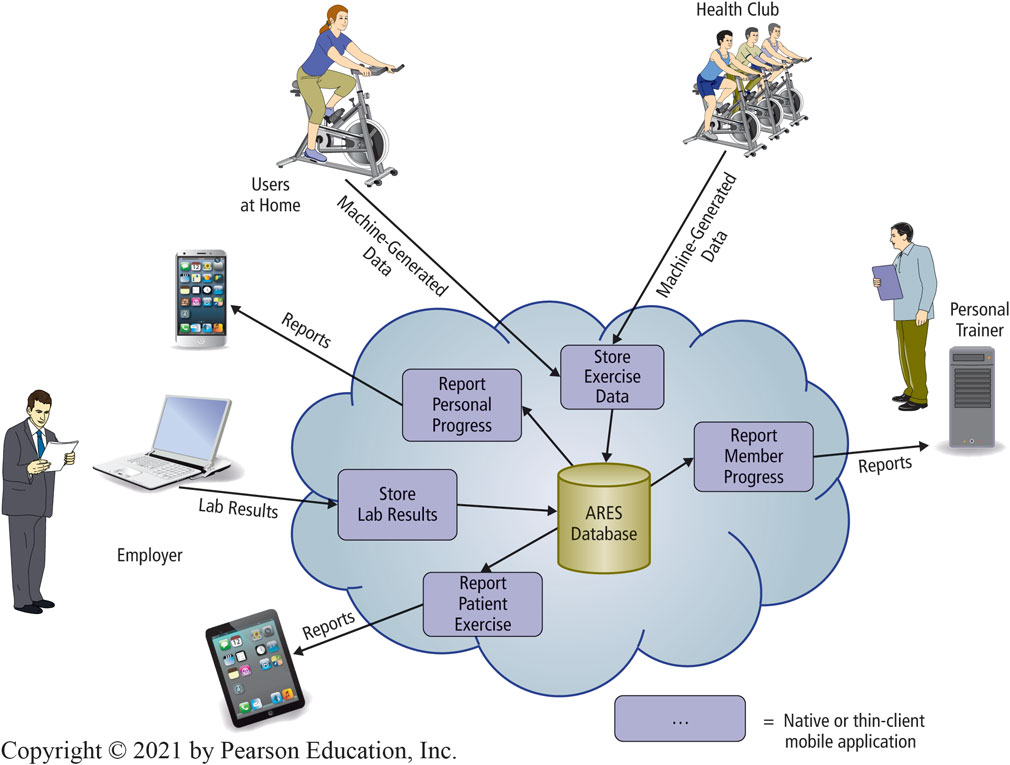 Health Club
Users
at Home
Machine-Generated
Data
Machine-Generated
Data
Personal
Trainer
Reports
Store
Exercise
Data
Report
Personal
Progress
Report
Member
Progress
Reports
Lab Results
Store
Lab Results
ARES
Database
Employer
Report
Patient
Exercise
Reports
...
= Native or thin-client
mobile application
Copyright © 2021 by Pearson Education, Inc.